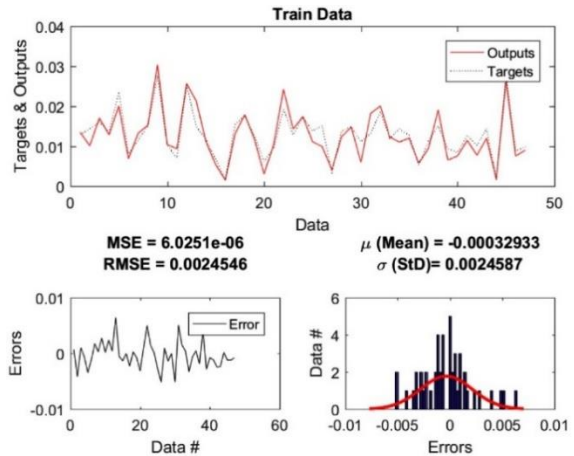 Train Data
0.04
0.03
0.02
0.01
0
Targets & Outputs
Outputs
Targets
0 10 20 30 40 50
Data
MSE = 6.0251e-06
RMSE = 0.0024546
μ (Mean) = -0.00032933
σ (StD)= 0.0024587
0.01
0
-0.01
Errors
Error
0 20 40 60
Data #
6
4
2
0
Data #
-0.01 -0.005 0 0.005 0.01
Errors